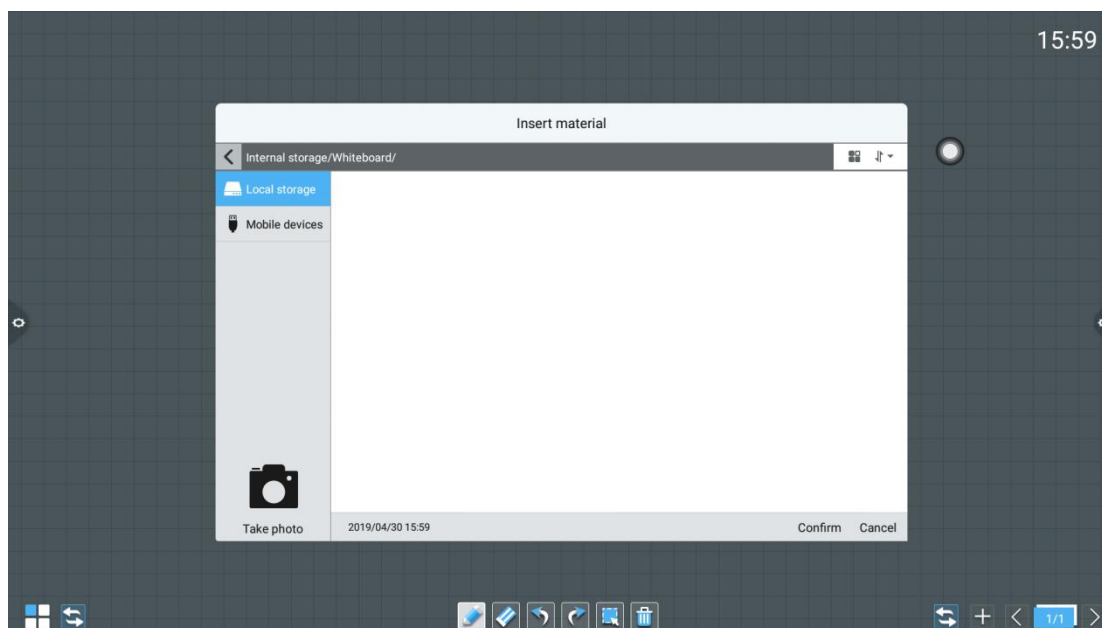 15:59
Insert material
Internal storage/Whiteboard/
Local storage
Mobile devices
Take photo
2019/04/30 15:59
Confirm Cancel
1/1